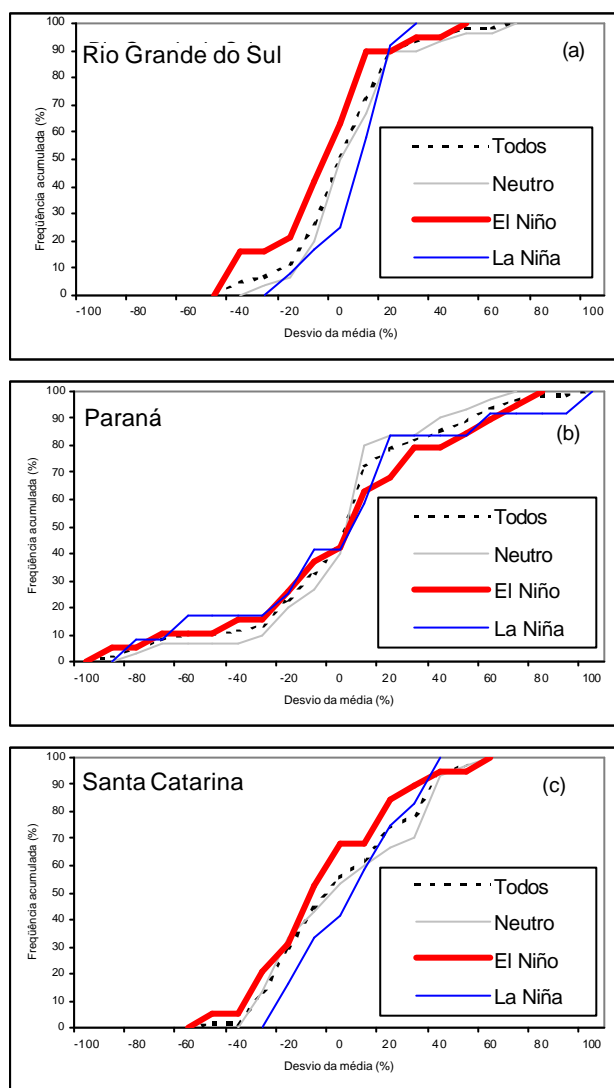 Rio Grande do Sul
(a)
100
90
80
70
60
50
40
30
20
10
0
Freqüência acumulada (%)
Todos
Neutro
El Niño
La Niña
-100 -80 -60 -40 -20 0 20 40 60 80 100
Desvio da média (%)
Paraná
(b)
100
90
80
70
60
50
40
30
20
10
0
Freqüência acumulada (%)
Todos
Neutro
El Niño
La Niña
-100 -80 -60 -40 -20 0 20 40 60 80 100
Desvio da média (%)
Santa Catarina
(c)
100
90
80
70
60
50
40
30
20
10
0
Freqüência acumulada (%)
Todos
Neutro
El Niño
La Niña
-100 -80 -60 -40 -20 0 20 40 60 80 100
Desvio da média (%)